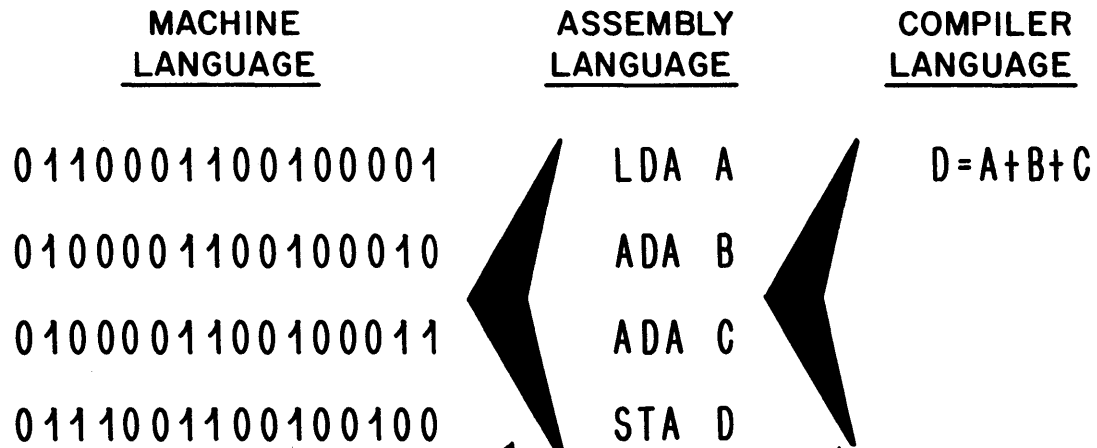 MACHINE LANGUAGE ASSEMBLY LANGUAGE COMPILER LANGUAGE
0110001100100001 LDA A D=A+B+C
0100001100100010 ADA B
0100001100100011 ADA C
0111001100100100 STA D